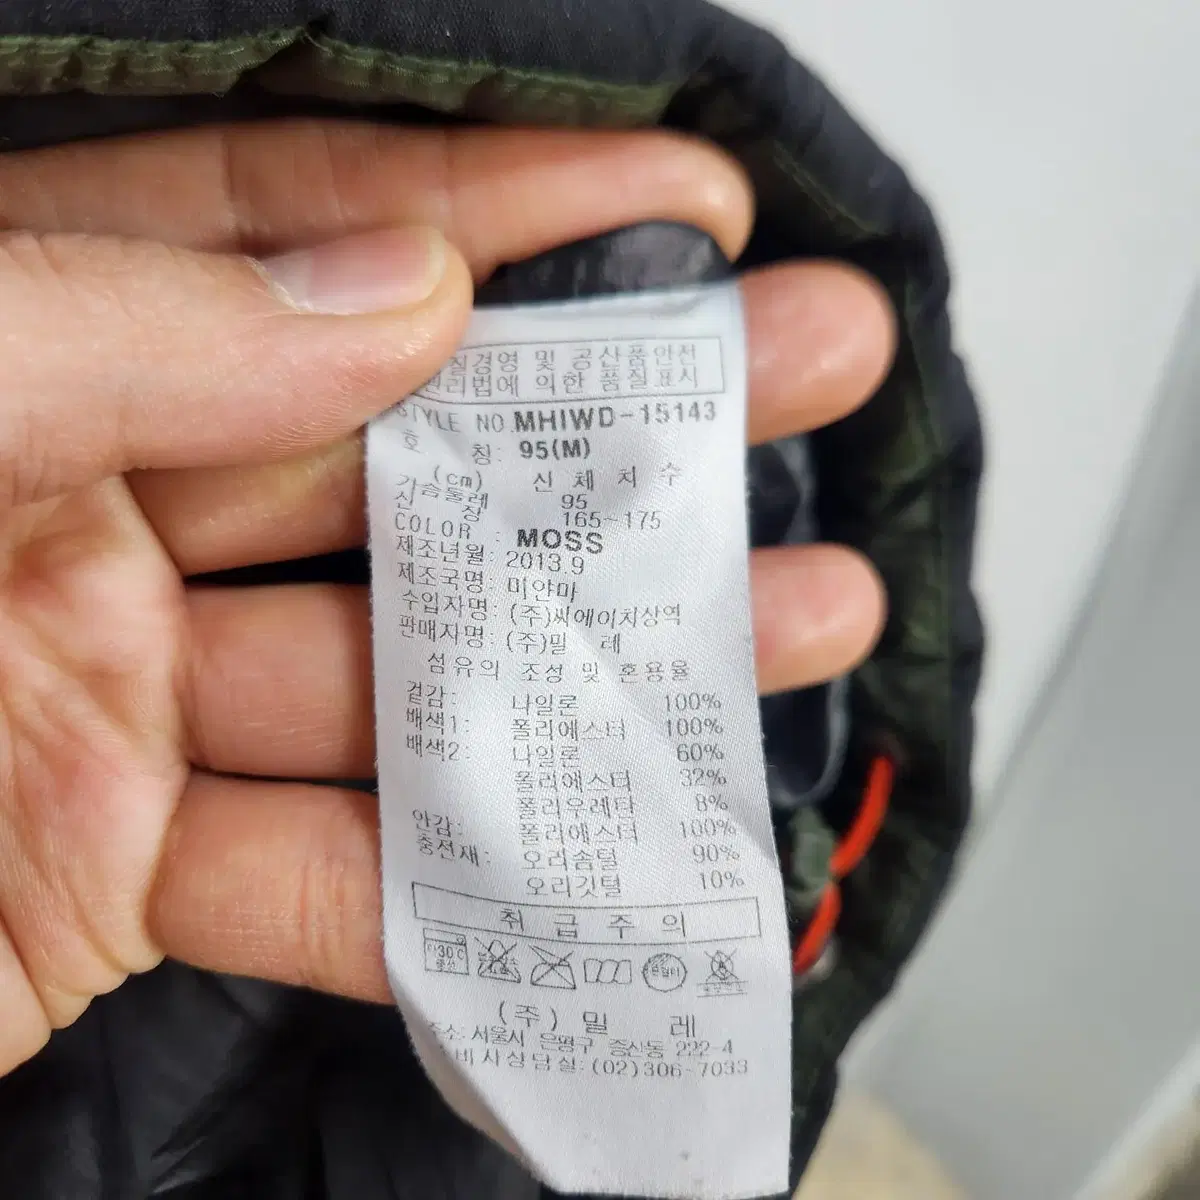 질경영 및 공산품안전
관리법에 의한 품질표시
STYLE NO.MHIWD-15143
호 칭: 95(M)
(cm) 신 체 치 수
가슴둘레 95
신 장 165~175
COLOR : MOSS
제조년월: 2013.9
제조국명: 미얀마
수입자명: (주)씨에이치상역
판매자명: (주)밀 레
섬유의 조성 및 혼용율
겉감: 나일론 100%
배색1: 폴리에스터 100%
배색2: 나일론 60%
폴리에스터 32%
폴리우레탄 8%
안감: 폴리에스터 100%
충전재: 오리솜털 90%
오리깃털 10%
취 급 주 의
약30℃
중성
(주) 밀 레
주소: 서울시 은평구 증산동 222-4
비자상담실:(02)306-7033